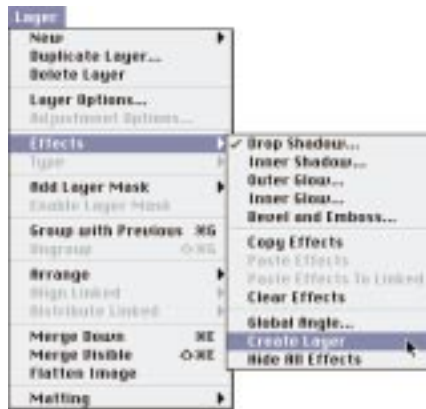 Layer
New
Duplicate Layer...
Delete Layer
Layer Options...
Adjustment Options...
Effects
Type
Add Layer Mask
Enable Layer Mask
Group with Previous ⌘G
Ungroup ⇧⌘G
Arrange
Align Linked
Distribute Linked
Merge Down ⌘E
Merge Visible ⇧⌘E
Flatten Image
Matting
✓ Drop Shadow...
Inner Shadow...
Outer Glow...
Inner Glow...
Bevel and Emboss...
Copy Effects
Paste Effects
Paste Effects To Linked
Clear Effects
Global Angle...
Create Layer
Hide All Effects